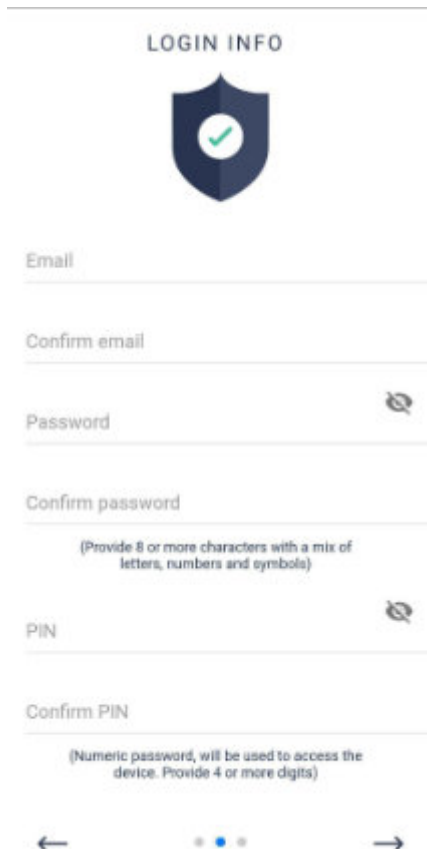 LOGIN INFO
Email
Confirm email
Password
Confirm password
(Provide 8 or more characters with a mix of
letters, numbers and symbols)
PIN
Confirm PIN
(Numeric password, will be used to access the
device. Provide 4 or more digits)